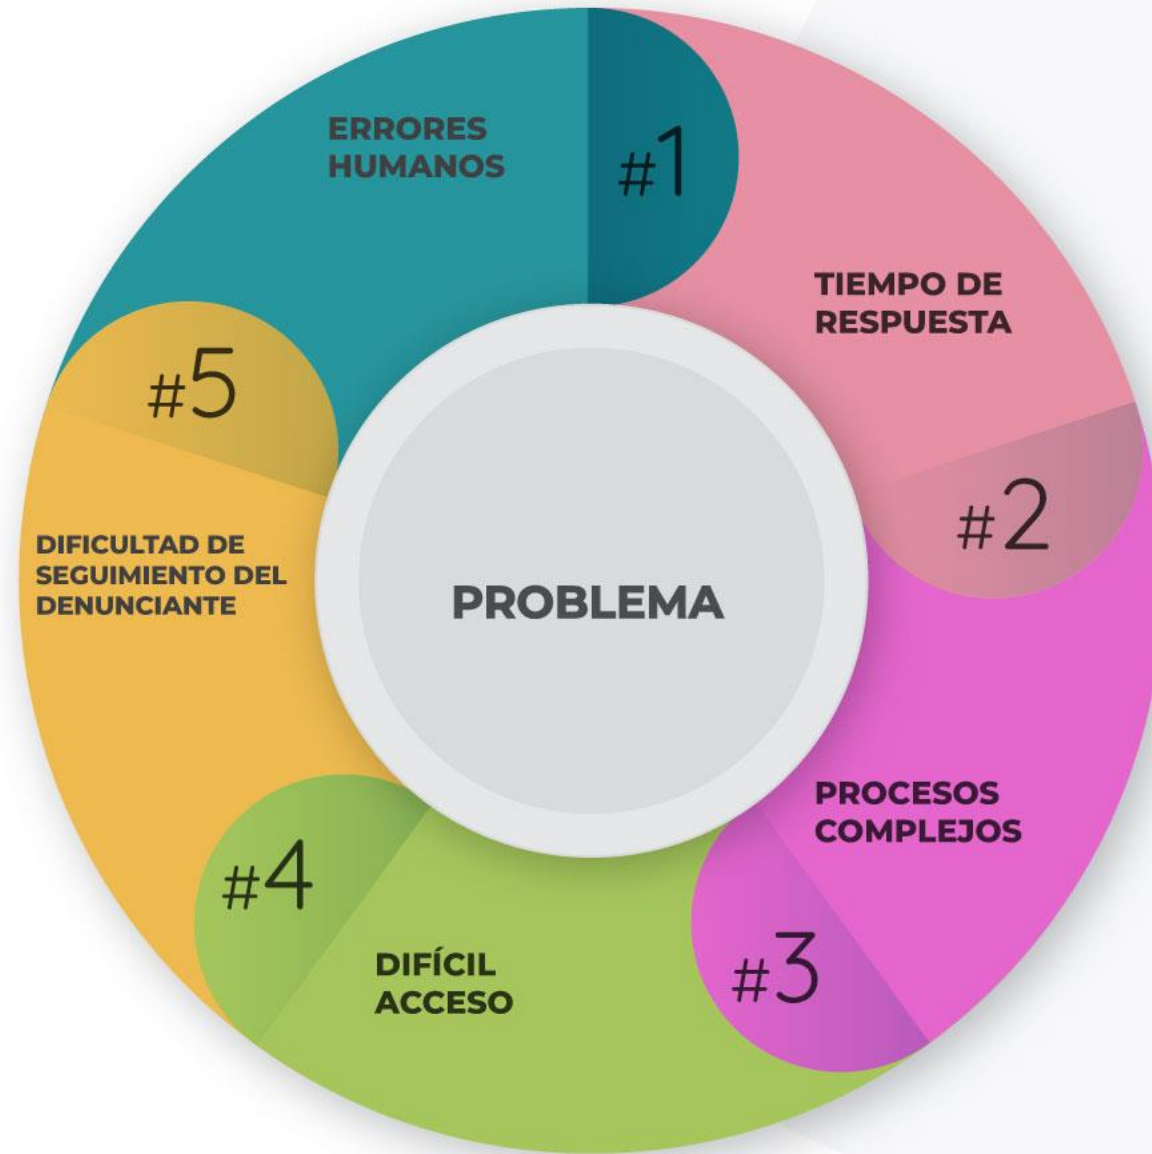 ERRORES
HUMANOS
#1
TIEMPO DE
RESPUESTA
#2
PROCESOS
COMPLEJOS
#3
DIFÍCIL
ACCESO
#4
DIFICULTAD DE
SEGUIMIENTO DEL
DENUNCIANTE
#5
PROBLEMA